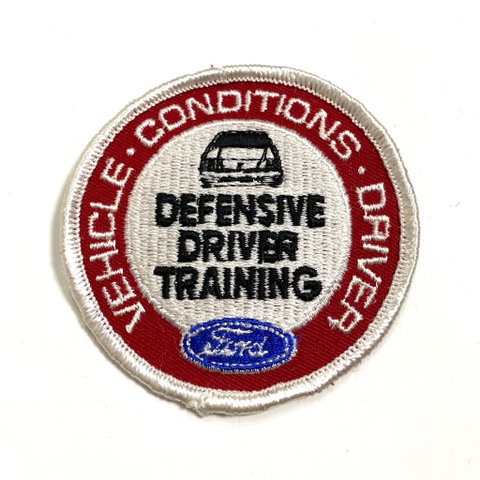 VEHICLE · CONDITIONS · DRIVER
DEFENSIVE
DRIVER
TRAINING
Ford